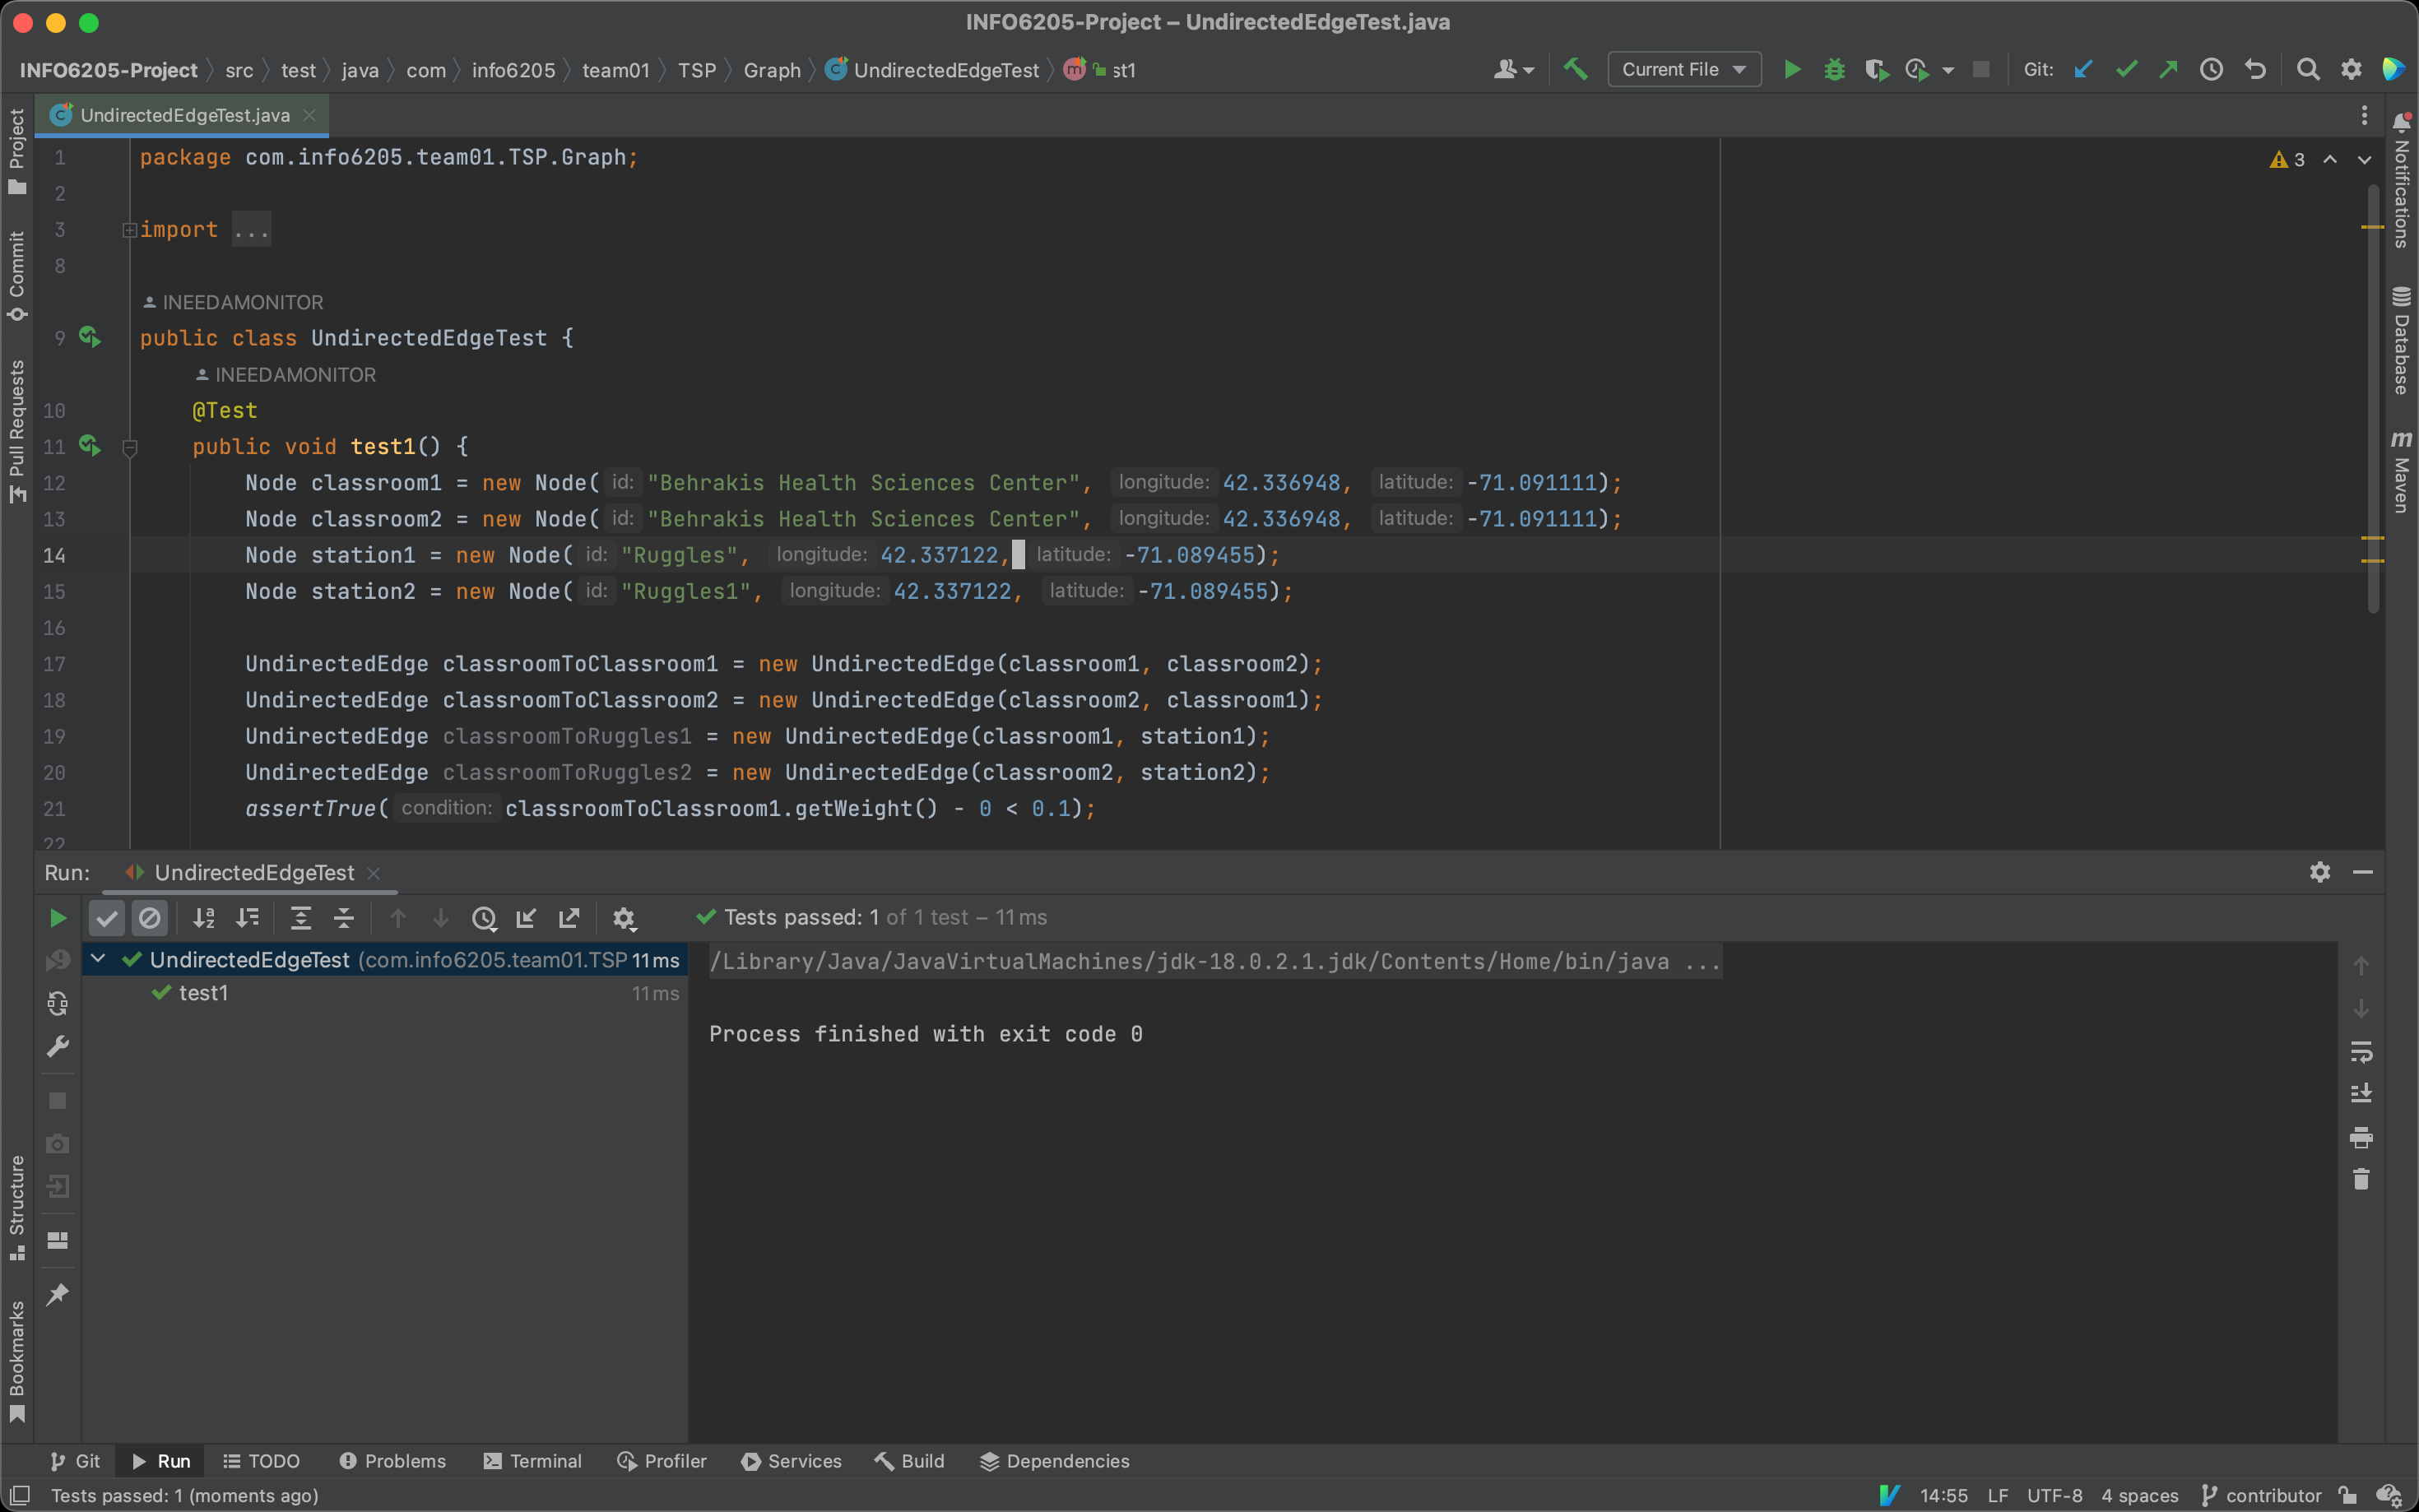 INFO6205-Project – UndirectedEdgeTest.java
INFO6205-Project src test java com info6205 team01 TSP Graph UndirectedEdgeTest st1 Current File Git:
UndirectedEdgeTest.java
Project
Commit
Pull Requests
Structure
Bookmarks
Notifications
Database
Maven
3
1 package com.info6205.team01.TSP.Graph;
2
3 import ...
8
INEEDAMONITOR
9 public class UndirectedEdgeTest {
INEEDAMONITOR
10 @Test
11 public void test1() {
12 Node classroom1 = new Node( id: "Behrakis Health Sciences Center", longitude: 42.336948, latitude: -71.091111);
13 Node classroom2 = new Node( id: "Behrakis Health Sciences Center", longitude: 42.336948, latitude: -71.091111);
14 Node station1 = new Node( id: "Ruggles", longitude: 42.337122, latitude: -71.089455);
15 Node station2 = new Node( id: "Ruggles1", longitude: 42.337122, latitude: -71.089455);
16
17 UndirectedEdge classroomToClassroom1 = new UndirectedEdge(classroom1, classroom2);
18 UndirectedEdge classroomToClassroom2 = new UndirectedEdge(classroom2, classroom1);
19 UndirectedEdge classroomToRuggles1 = new UndirectedEdge(classroom1, station1);
20 UndirectedEdge classroomToRuggles2 = new UndirectedEdge(classroom2, station2);
21 assertTrue( condition: classroomToClassroom1.getWeight() - 0 < 0.1);
22
Run: UndirectedEdgeTest
Tests passed: 1 of 1 test – 11 ms
UndirectedEdgeTest (com.info6205.team01.TSP 11 ms
test1 11 ms
/Library/Java/JavaVirtualMachines/jdk-18.0.2.1.jdk/Contents/Home/bin/java ...
Process finished with exit code 0
Git Run TODO Problems Terminal Profiler Services Build Dependencies
Tests passed: 1 (moments ago) 14:55 LF UTF-8 4 spaces contributor